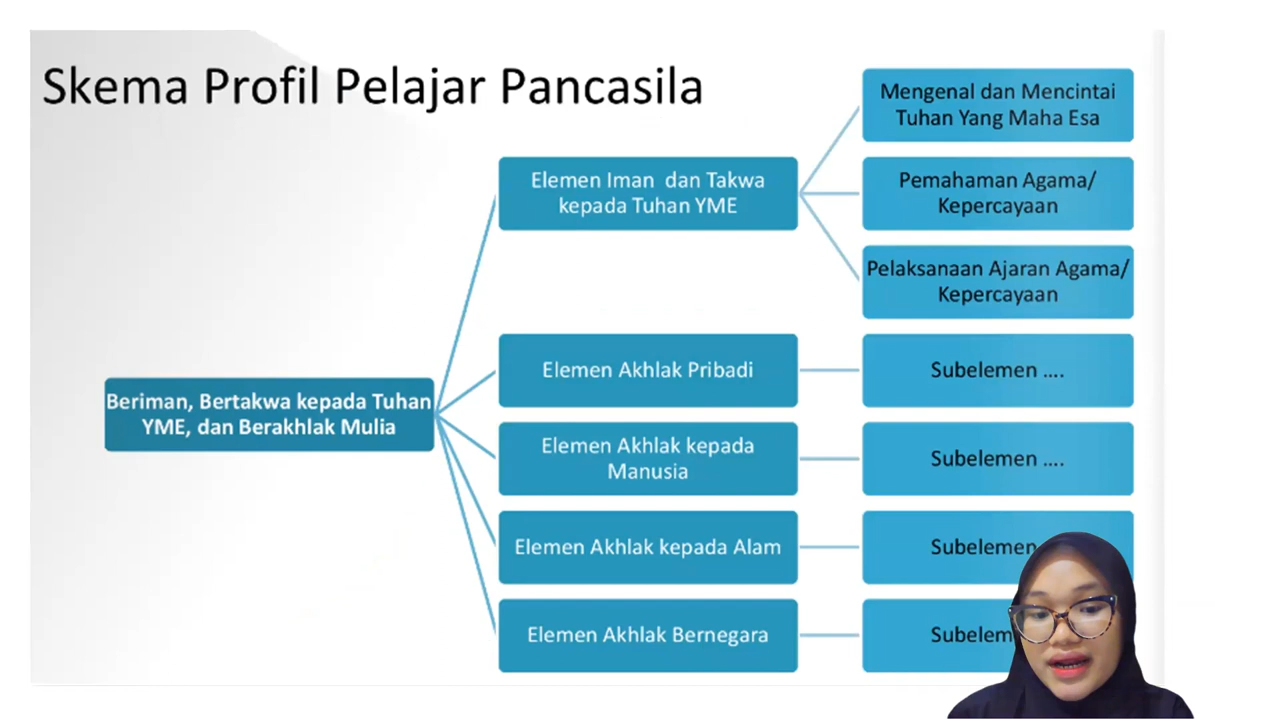 Skema Profil Pelajar Pancasila
Beriman, Bertakwa kepada Tuhan
YME, dan Berakhlak Mulia
Elemen Iman dan Takwa
kepada Tuhan YME
Mengenal dan Mencintai
Tuhan Yang Maha Esa
Pemahaman Agama/
Kepercayaan
Pelaksanaan Ajaran Agama/
Kepercayaan
Elemen Akhlak Pribadi
Subelemen ....
Elemen Akhlak kepada
Manusia
Subelemen ....
Elemen Akhlak kepada Alam
Subelemen
Elemen Akhlak Bernegara